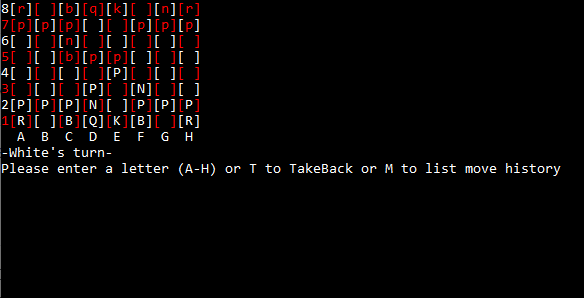 8[r][ ][b][q][k][ ][n][r]
7[p][p][p][ ][ ][p][p][p]
6[ ][ ][n][ ][ ][ ][ ][ ]
5[ ][ ][b][p][p][ ][ ][ ]
4[ ][ ][ ][ ][P][ ][ ][ ]
3[ ][ ][ ][P][ ][N][ ][ ]
2[P][P][P][N][ ][P][P][P]
1[R][ ][B][Q][K][B][ ][R]
A B C D E F G H
-White's turn-
Please enter a letter (A-H) or T to TakeBack or M to list move history